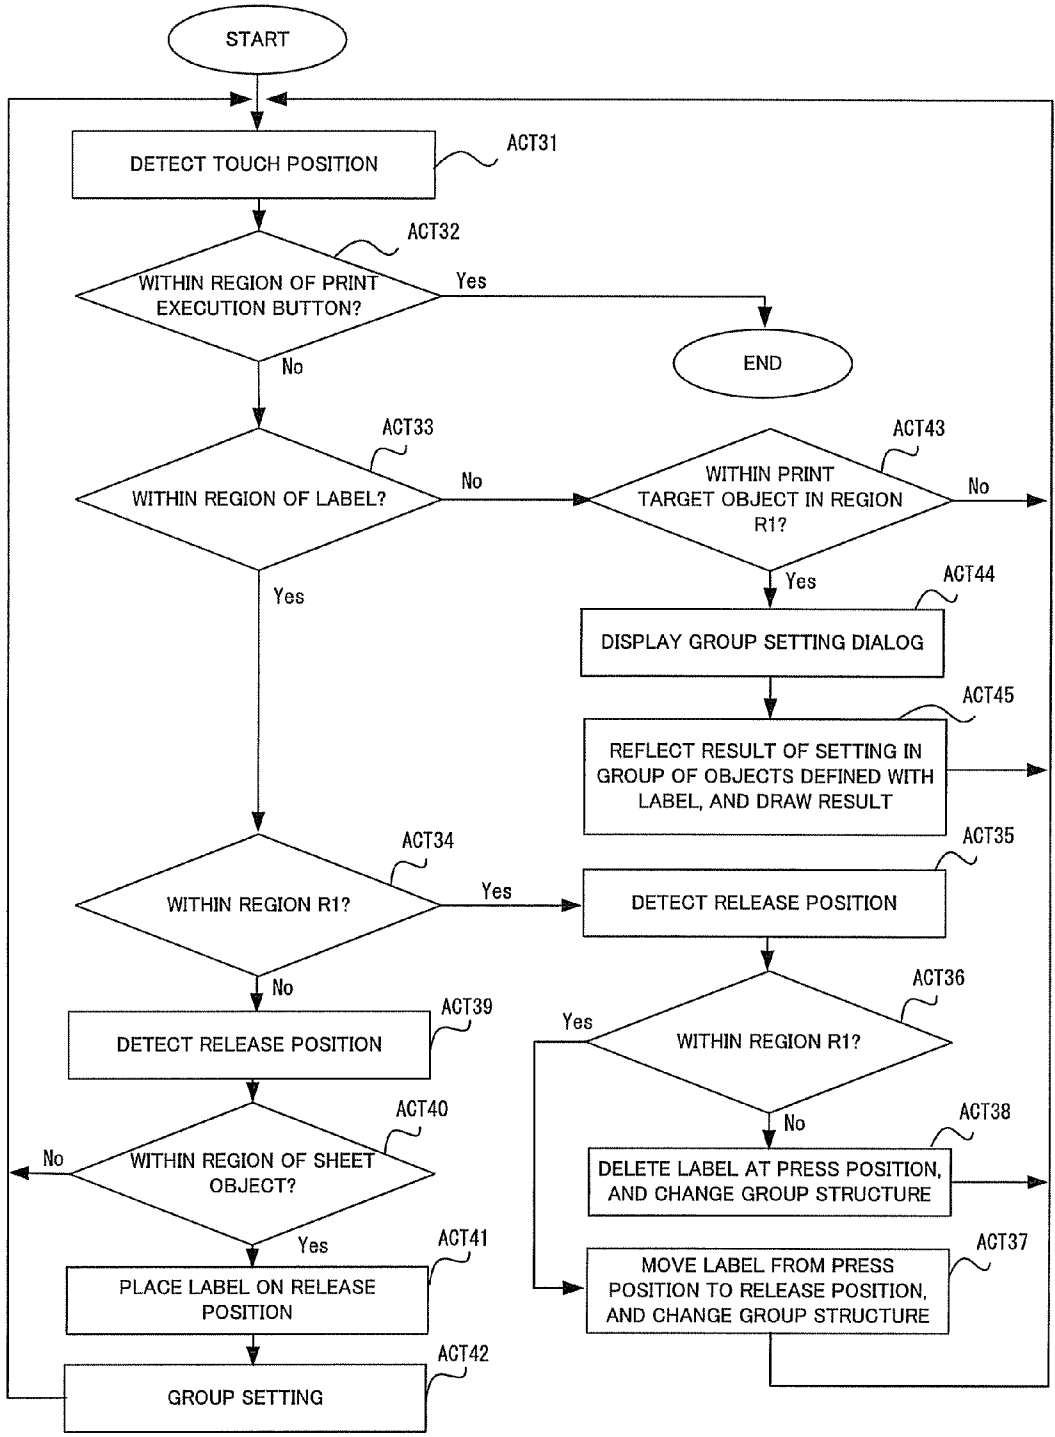 START
DETECT TOUCH POSITION
ACT31
ACT32
WITHIN REGION OF PRINT
EXECUTION BUTTON?
Yes
No
END
ACT33
WITHIN REGION OF LABEL?
No
Yes
ACT43
WITHIN PRINT
TARGET OBJECT IN REGION
R1?
No
Yes
ACT44
DISPLAY GROUP SETTING DIALOG
ACT45
REFLECT RESULT OF SETTING IN
GROUP OF OBJECTS DEFINED WITH
LABEL, AND DRAW RESULT
ACT34
WITHIN REGION R1?
Yes
No
ACT35
DETECT RELEASE POSITION
ACT36
WITHIN REGION R1?
Yes
No
ACT38
DELETE LABEL AT PRESS POSITION,
AND CHANGE GROUP STRUCTURE
ACT37
MOVE LABEL FROM PRESS
POSITION TO RELEASE POSITION,
AND CHANGE GROUP STRUCTURE
ACT39
DETECT RELEASE POSITION
ACT40
WITHIN REGION OF SHEET
OBJECT?
No
Yes
ACT41
PLACE LABEL ON RELEASE
POSITION
ACT42
GROUP SETTING